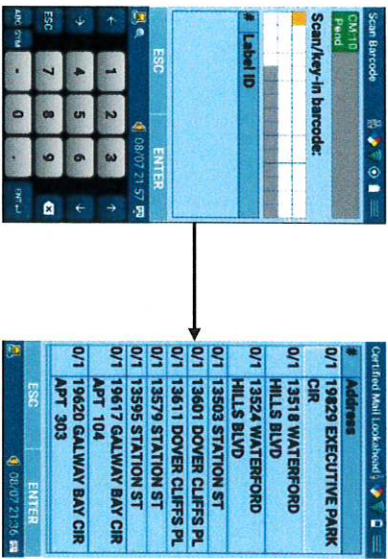 Scan Barcode
CM:10
Pend
Scan/key-in barcode:
# Label ID
ESC ENTER
08/07 21:57
1 2 3
4 5 6
ESC 7 8 9
ABC SYM - 0 . ENT
Certified Mail Lookahead
# Address
0/1 19829 EXECUTIVE PARK
CIR
0/1 13518 WATERFORD
HILLS BLVD
0/1 13524 WATERFORD
HILLS BLVD
0/1 13503 STATION ST
0/1 13601 DOVER CLIFFS PL
0/1 13611 DOVER CLIFFS PL
0/1 13579 STATION ST
0/1 13595 STATION ST
0/1 19617 GALWAY BAY CIR
APT 104
0/1 19620 GALWAY BAY CIR
APT 303
ESC ENTER
08/07 21:36